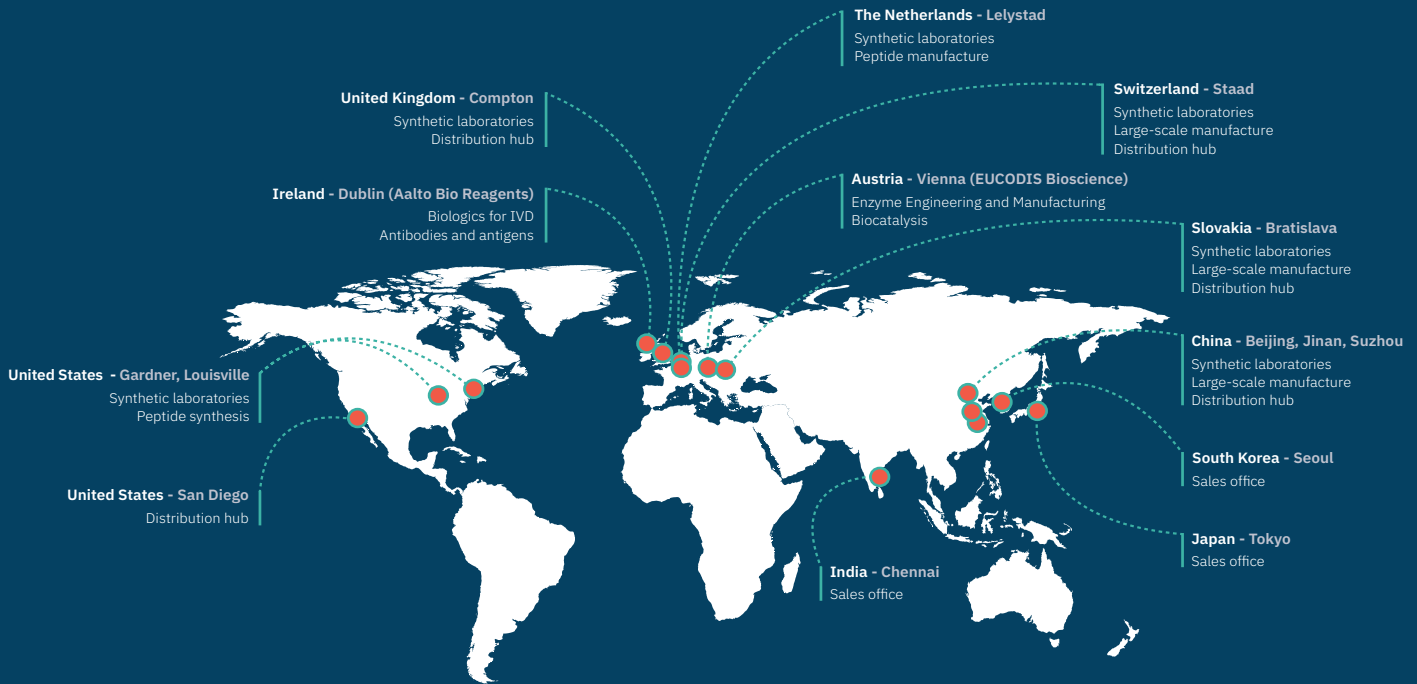 The Netherlands - Lelystad
Synthetic laboratories
Peptide manufacture
United Kingdom - Compton
Synthetic laboratories
Distribution hub
Switzerland - Staad
Synthetic laboratories
Large-scale manufacture
Distribution hub
Ireland - Dublin (Aalto Bio Reagents)
Biologics for IVD
Antibodies and antigens
Austria - Vienna (EUCODIS Bioscience)
Enzyme Engineering and Manufacturing
Biocatalysis
Slovakia - Bratislava
Synthetic laboratories
Large-scale manufacture
Distribution hub
China - Beijing, Jinan, Suzhou
Synthetic laboratories
Large-scale manufacture
Distribution hub
United States - Gardner, Louisville
Synthetic laboratories
Peptide synthesis
South Korea - Seoul
Sales office
United States - San Diego
Distribution hub
Japan - Tokyo
Sales office
India - Chennai
Sales office